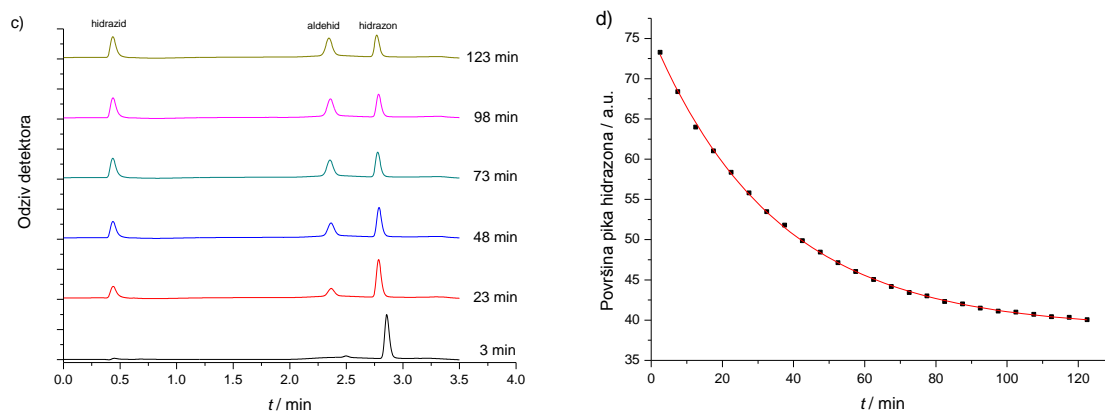 c)
hidrazid aldehid hidrazon
123 min
98 min
73 min
48 min
23 min
3 min
Odziv detektora
0.0 0.5 1.0 1.5 2.0 2.5 3.0 3.5 4.0
t / min
d)
75
70
65
60
55
50
45
40
35
Površina pika hidrazona / a.u.
0 20 40 60 80 100 120
t / min